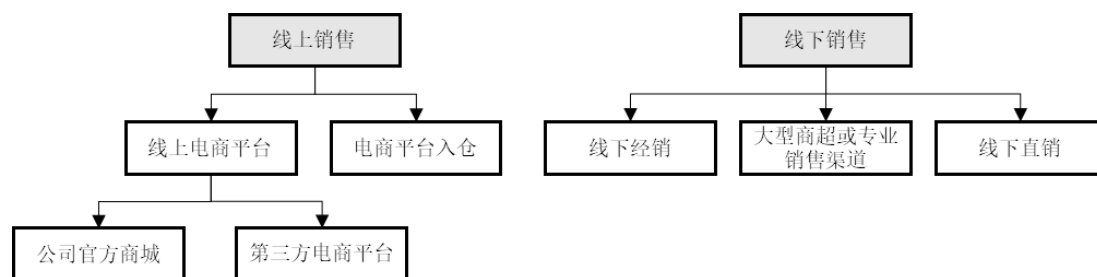 线上销售
线下销售
线上电商平台
电商平台入仓
线下经销
大型商超或专业
销售渠道
线下直销
公司官方商城
第三方电商平台